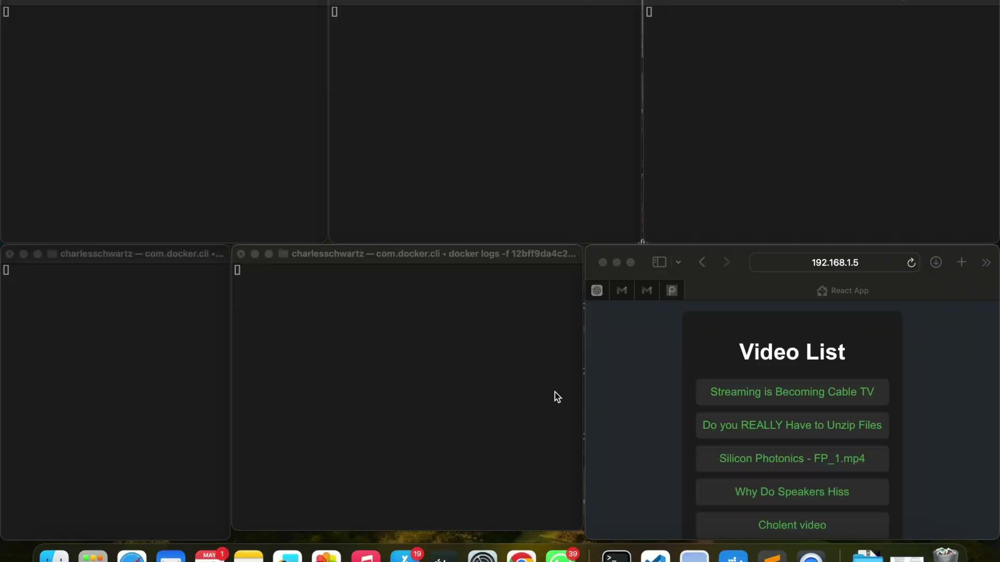 charlesschwartz — com.docker.cli ◂...
charlesschwartz — com.docker.cli ◂ docker logs -f 12bff9da4c2...
192.168.1.5
React App
Video List
Streaming is Becoming Cable TV
Do you REALLY Have to Unzip Files
Silicon Photonics - FP_1.mp4
Why Do Speakers Hiss
Cholent video
MAY
1
19
39